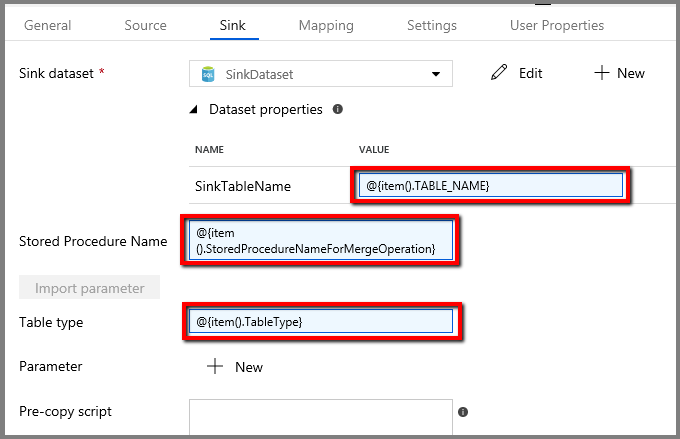 General Source Sink Mapping Settings User Properties
Sink dataset * SQL SinkDataset Edit + New
Dataset properties
NAME VALUE
SinkTableName @{item().TABLE_NAME}
Stored Procedure Name @{item
().StoredProcedureNameForMergeOperation}
Import parameter
Table type @{item().TableType}
Parameter + New
Pre-copy script